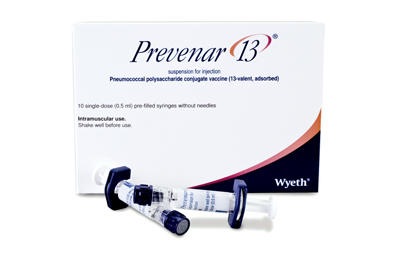 Prevenar 13®
suspension for injection
Pneumococcal polysaccharide conjugate vaccine (13-valent, adsorbed)
10 single-dose (0.5 ml) pre-filled syringes without needles
Intramuscular use.
Shake well before use.
Wyeth®